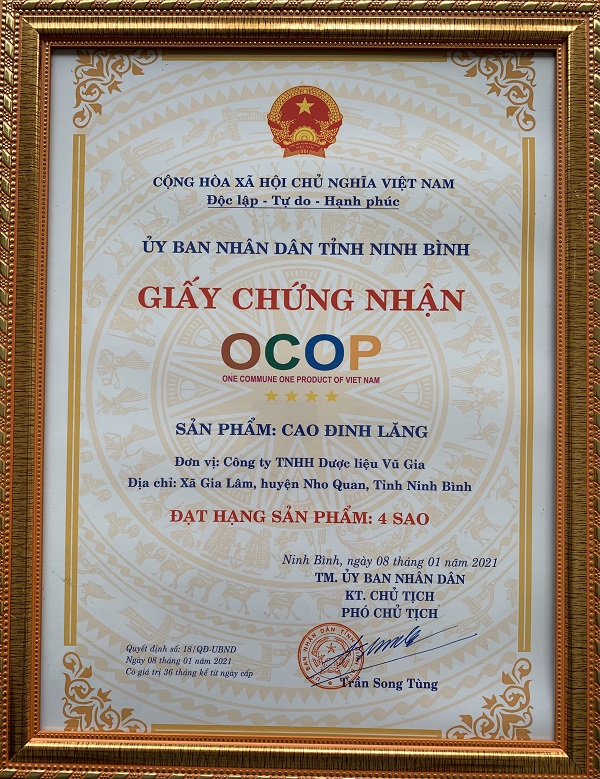 CỘNG HÒA XÃ HỘI CHỦ NGHĨA VIỆT NAM
Độc lập - Tự do - Hạnh phúc
ỦY BAN NHÂN DÂN TỈNH NINH BÌNH
GIẤY CHỨNG NHẬN
OCOP
ONE COMMUNE ONE PRODUCT OF VIET NAM
SẢN PHẨM: CAO ĐINH LĂNG
Đơn vị: Công ty TNHH Dược liệu Vũ Gia
Địa chỉ: Xã Gia Lâm, huyện Nho Quan, Tỉnh Ninh Bình
ĐẠT HẠNG SẢN PHẨM: 4 SAO
Ninh Bình, ngày 08 tháng 01 năm 2021
TM. ỦY BAN NHÂN DÂN
KT. CHỦ TỊCH
PHÓ CHỦ TỊCH
Quyết định số: 18/QĐ-UBND
Ngày 08 tháng 01 năm 2021
Có giá trị 36 tháng kể từ ngày cấp
Trần Song Tùng